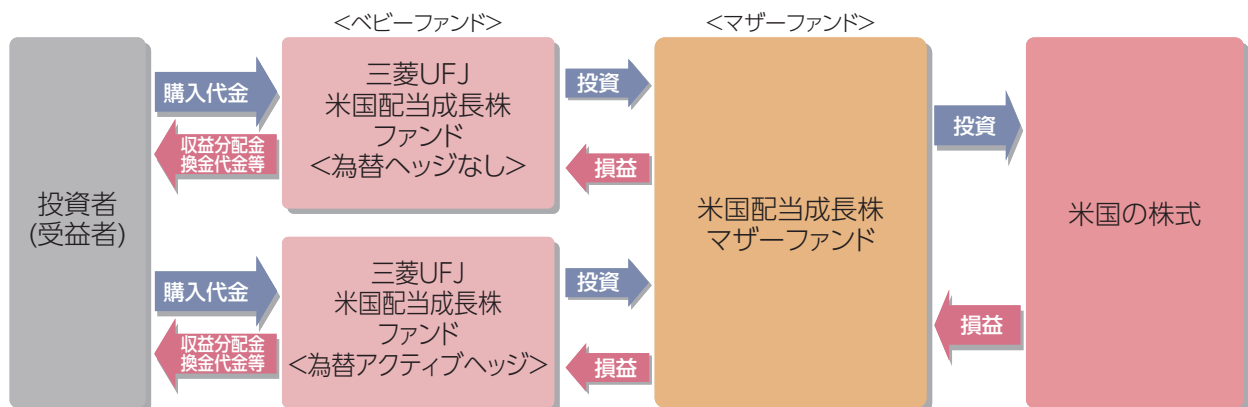 <ベビーファンド>
<マザーファンド>
投資者
(受益者)
購入代金
収益分配金
換金代金等
三菱UFJ
米国配当成長株
ファンド
<為替ヘッジなし>
投資
損益
購入代金
収益分配金
換金代金等
三菱UFJ
米国配当成長株
ファンド
<為替アクティブヘッジ>
投資
損益
米国配当成長株
マザーファンド
投資
損益
米国の株式